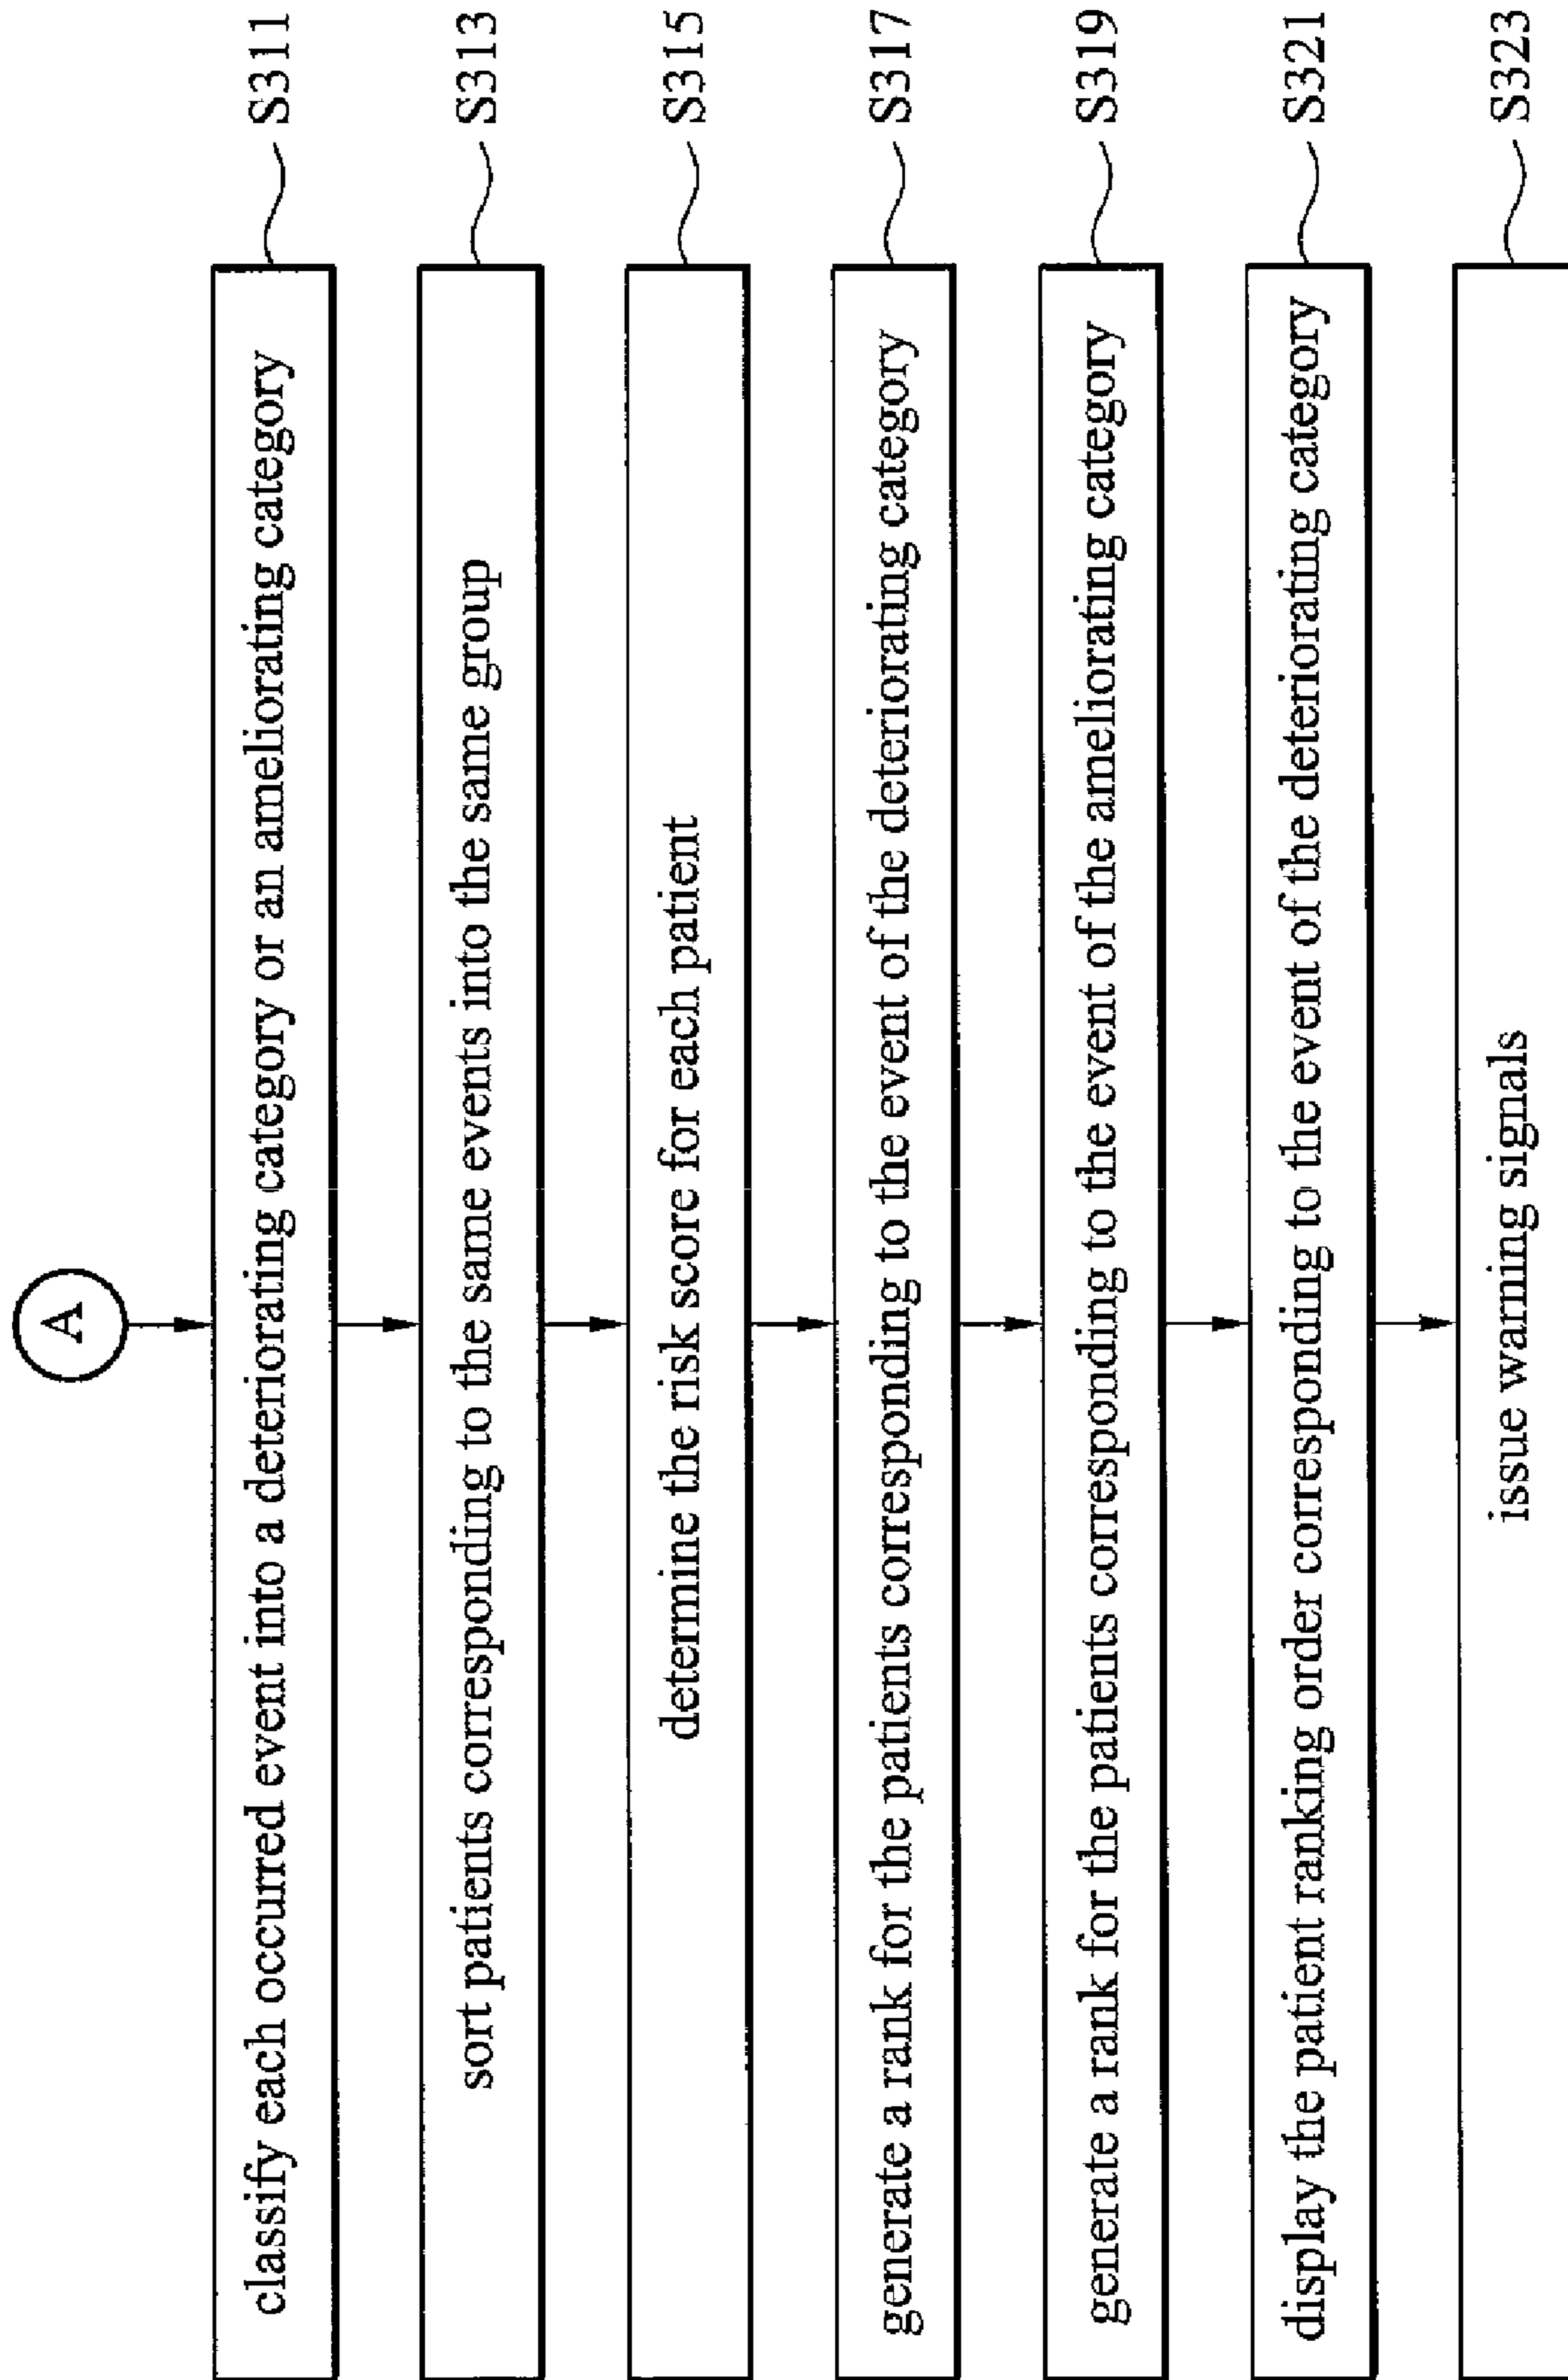 A
classify each occurred event into a deteriorating category or an ameliorating category
S311
sort patients corresponding to the same events into the same group
S313
determine the risk score for each patient
S315
generate a rank for the patients corresponding to the event of the deteriorating category
S317
generate a rank for the patients corresponding to the event of the ameliorating category
S319
display the patient ranking order corresponding to the event of the deteriorating category
S321
issue warning signals
S323